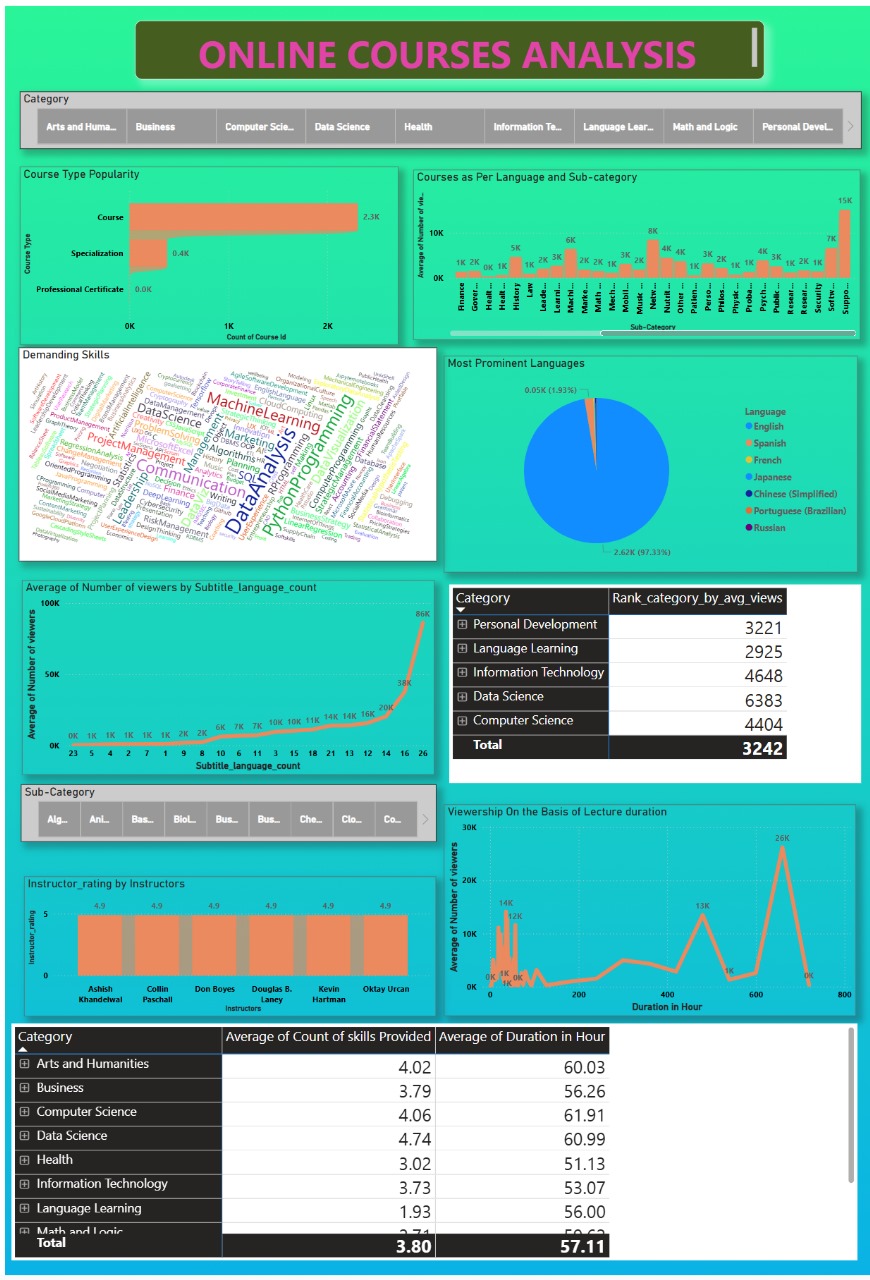 ONLINE COURSES ANALYSIS
Category
Arts and Huma...
Business
Computer Scie...
Data Science
Health
Information Te...
Language Lear...
Math and Logic
Personal Devel...
Course Type Popularity
Course Type
Course
2.3K
Specialization
0.4K
Professional Certificate
0.0K
0K 1K 2K
Count of Course Id
Courses as Per Language and Sub-category
Average of Number of vie...
10K
0K
1K 2K 0K 1K 5K 1K 2K 3K 6K 2K 2K 1K 3K 2K 8K 4K 4K 1K 3K 2K 1K 1K 4K 3K 1K 2K 1K 7K 15K
Finance
Gover...
Healt...
Healt...
History
Law
Leade...
Learni...
Machi...
Marke...
Math ...
Mech...
Mobil...
Music ...
Netw...
Nutrit...
Other ...
Patien...
Perso...
Philos...
Physic...
Proba...
Psych...
Public...
Resear...
Resear...
Security
Softw...
Suppo...
Sub-Category
Demanding Skills
MachineLearning
CloudComputing
DataScience
DataManagement
ArtificialIntelligence
ProblemSolving
MicrosoftExcel
ProjectManagement
Management
Marketing
Algorithms
Planning
DataAnalysis
PythonProgramming
RProgramming
ComputerProgramming
Communication
Leadership
Statistics
Analytics
SQL
Writing
Finance
DeepLearning
CyberSecurity
RiskManagement
RegressionAnalysis
ChangeManagement
Negotiation
SocialMediaMarketing
DesignThinking
Economics
Accounting
Database
Innovation
Most Prominent Languages
0.05K (1.93%)
2.62K (97.33%)
Language
English
Spanish
French
Japanese
Chinese (Simplified)
Portuguese (Brazilian)
Russian
Average of Number of viewers by Subtitle_language_count
Average of Number of viewers
100K
50K
0K
0K 1K 1K 1K 1K 1K 2K 2K 6K 7K 7K 10K 10K 11K 14K 14K 16K 20K 38K 86K
23 5 4 2 7 1 9 8 10 6 11 3 15 18 21 13 12 14 16 26
Subtitle_language_count
Category Rank_category_by_avg_views
Personal Development 3221
Language Learning 2925
Information Technology 4648
Data Science 6383
Computer Science 4404
Total 3242
Sub-Category
Alg...
Ani...
Bas...
Biol...
Bus...
Bus...
Che...
Clo...
Co...
Viewership On the Basis of Lecture duration
Average of Number of viewers
30K
20K
10K
0K
0K 14K 1K 1K 12K 0K 13K 1K 26K 0K
0 200 400 600 800
Duration in Hour
Instructor_rating by Instructors
Instructor_rating
5
0
4.9 4.9 4.9 4.9 4.9 4.9
Ashish Khandelwal
Collin Paschall
Don Boyes
Douglas B. Laney
Kevin Hartman
Oktay Urcan
Instructors
Category Average of Count of skills Provided Average of Duration in Hour
Arts and Humanities 4.02 60.03
Business 3.79 56.26
Computer Science 4.06 61.91
Data Science 4.74 60.99
Health 3.02 51.13
Information Technology 3.73 53.07
Language Learning 1.93 56.00
Math and Logic
Total 3.80 57.11